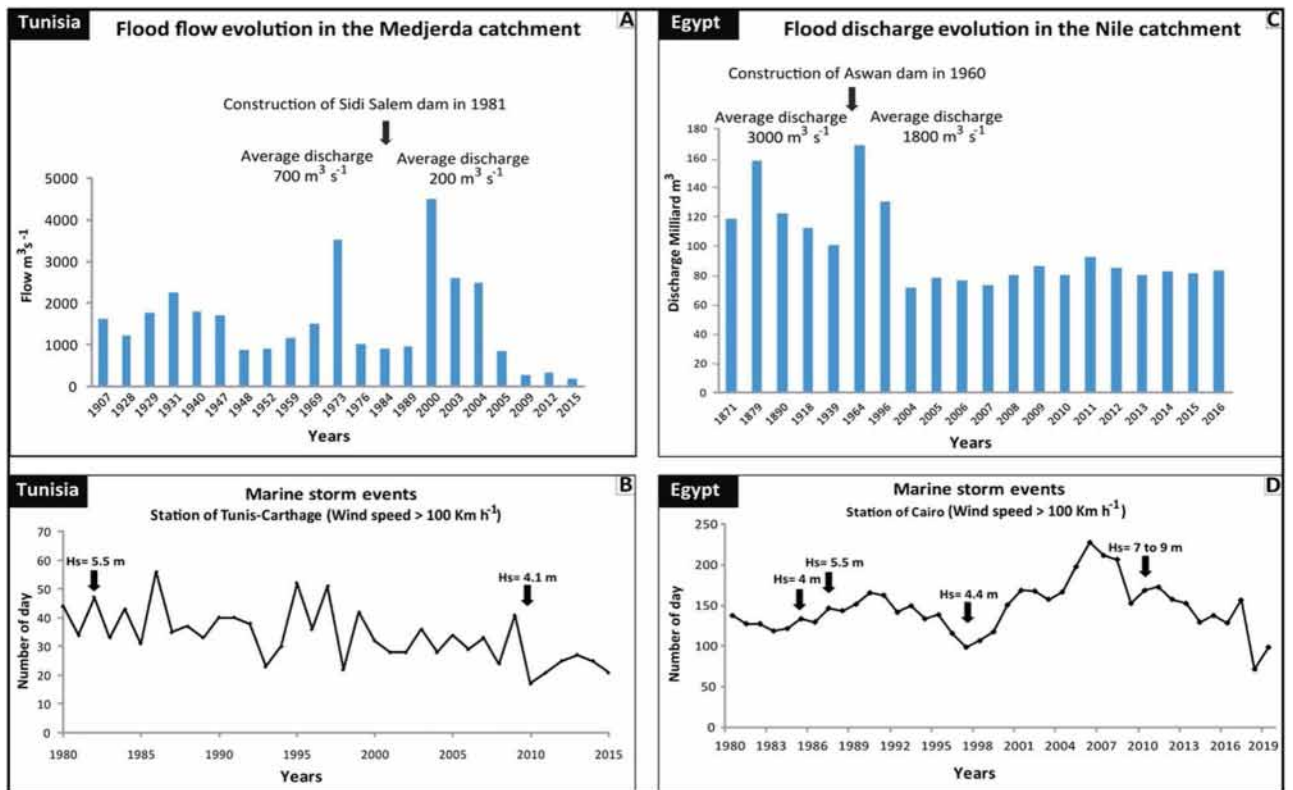 Tunisia
Flood flow evolution in the Medjerda catchment
A
Construction of Sidi Salem dam in 1981
Average discharge
700 m³ s⁻¹
Average discharge
200 m³ s⁻¹
Flow m³s⁻¹
5000
4000
3000
2000
1000
0
1907 1928 1929 1931 1940 1947 1948 1952 1959 1969 1973 1976 1984 1989 2000 2003 2004 2005 2009 2012 2015
Years
Egypt
Flood discharge evolution in the Nile catchment
C
Construction of Aswan dam in 1960
Average discharge
3000 m³ s⁻¹
Average discharge
1800 m³ s⁻¹
Discharge Milliard m³
180
160
140
120
100
80
60
40
20
0
1871 1879 1890 1918 1939 1964 1996 2004 2005 2006 2007 2008 2009 2010 2011 2012 2013 2014 2015 2016
Years
Tunisia
Marine storm events
B
Station of Tunis-Carthage (Wind speed > 100 Km h⁻¹)
Hs= 5.5 m
Hs= 4.1 m
Number of day
70
60
50
40
30
20
10
0
1980 1985 1990 1995 2000 2005 2010 2015
Years
Egypt
Marine storm events
D
Station of Cairo (Wind speed > 100 Km h⁻¹)
Hs= 4 m
Hs= 5.5 m
Hs= 4.4 m
Hs= 7 to 9 m
Number of day
250
200
150
100
50
0
1980 1983 1986 1989 1992 1995 1998 2001 2004 2007 2010 2013 2016 2019
Years